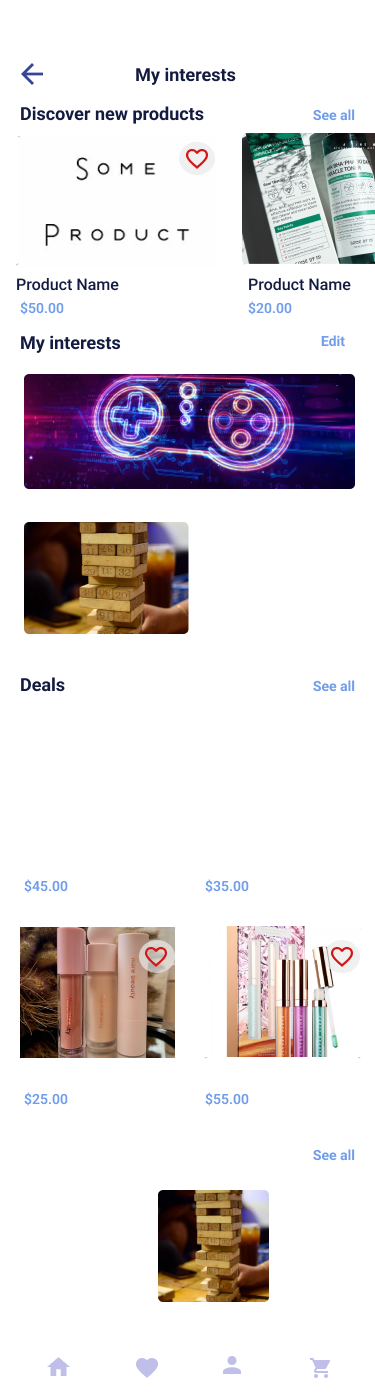 My interests
Discover new products
See all
SOME
PRODUCT
Product Name
Product Name
$50.00
$20.00
My interests
Edit
Deals
See all
$45.00
$35.00
$25.00
$55.00
See all